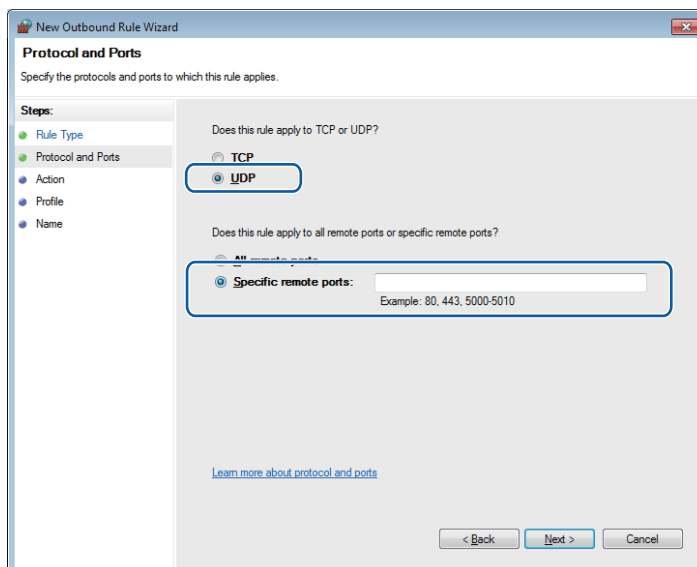 New Outbound Rule Wizard
Protocol and Ports
Specify the protocols and ports to which this rule applies.
Steps:
Rule Type
Protocol and Ports
Action
Profile
Name
Does this rule apply to TCP or UDP?
TCP
UDP
Does this rule apply to all remote ports or specific remote ports?
All remote ports
Specific remote ports:
Example: 80, 443, 5000-5010
Learn more about protocol and ports
< Back
Next >
Cancel